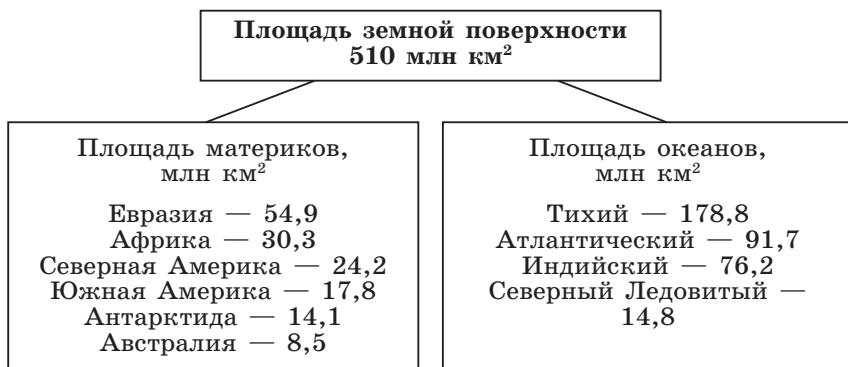 Площадь земной поверхности
510 млн км²
Площадь материков,
млн км²
Евразия — 54,9
Африка — 30,3
Северная Америка — 24,2
Южная Америка — 17,8
Антарктида — 14,1
Австралия — 8,5
Площадь океанов,
млн км²
Тихий — 178,8
Атлантический — 91,7
Индийский — 76,2
Северный Ледовитый —
14,8